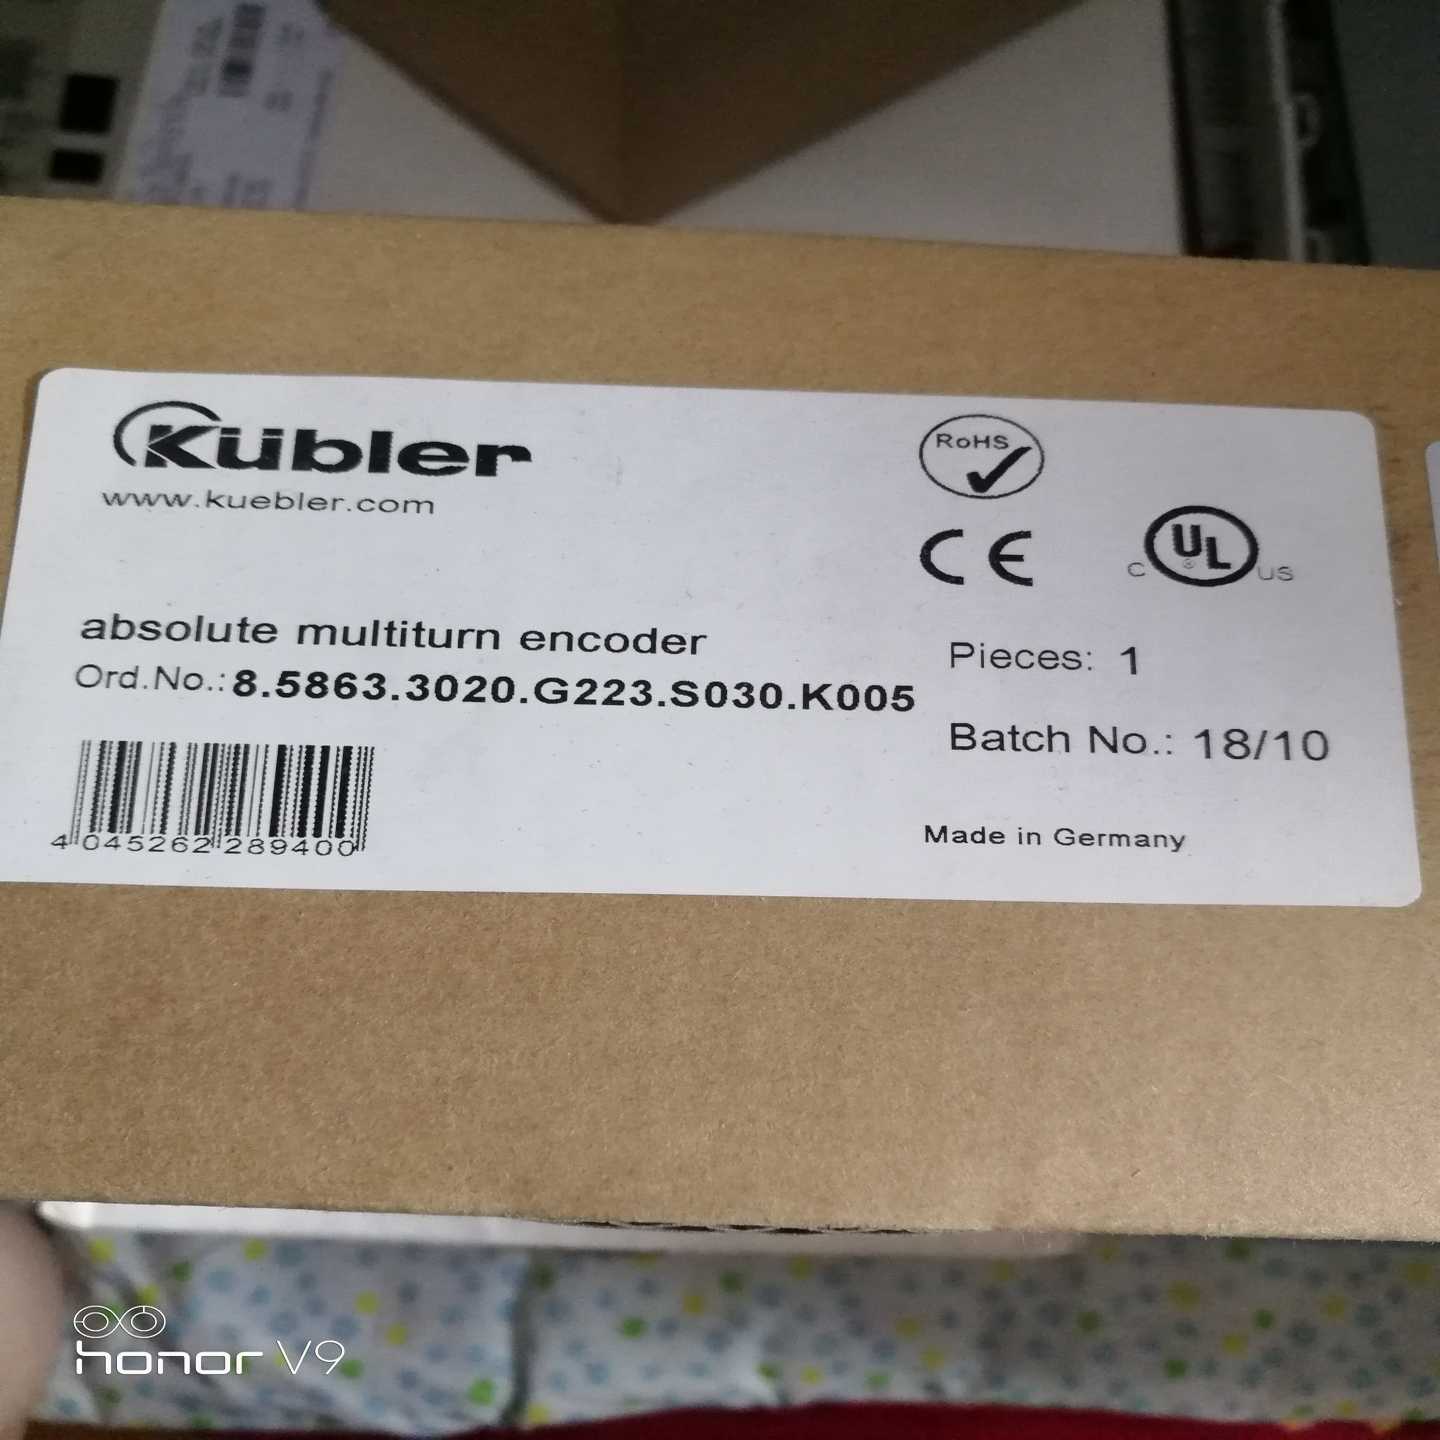 Kübler
www.kuebler.com
RoHS
CE
C UL ® US
absolute multiturn encoder
Ord.No.: 8.5863.3020.G223.S030.K005
Pieces: 1
Batch No.: 18/10
Made in Germany
4 045262 289400
honor V9